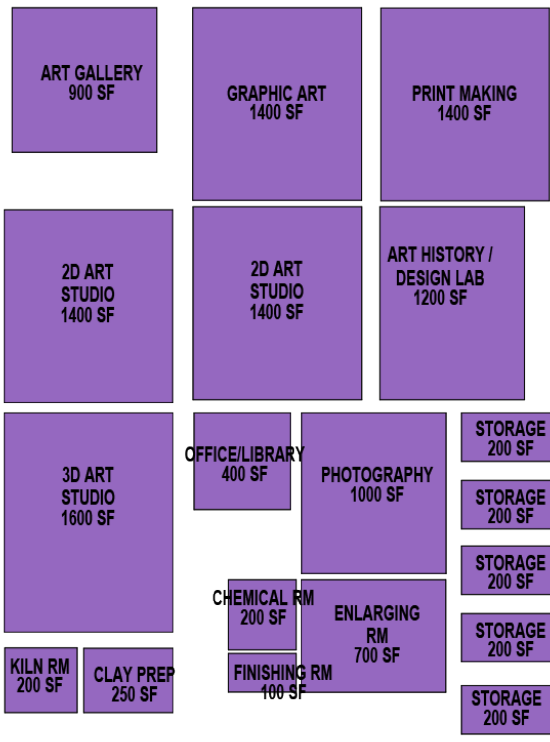 ART GALLERY
900 SF
GRAPHIC ART
1400 SF
PRINT MAKING
1400 SF
2D ART
STUDIO
1400 SF
2D ART
STUDIO
1400 SF
ART HISTORY /
DESIGN LAB
1200 SF
3D ART
STUDIO
1600 SF
OFFICE/LIBRARY
400 SF
PHOTOGRAPHY
1000 SF
STORAGE
200 SF
STORAGE
200 SF
STORAGE
200 SF
STORAGE
200 SF
STORAGE
200 SF
CHEMICAL RM
200 SF
ENLARGING
RM
700 SF
FINISHING RM
100 SF
KILN RM
200 SF
CLAY PREP
250 SF